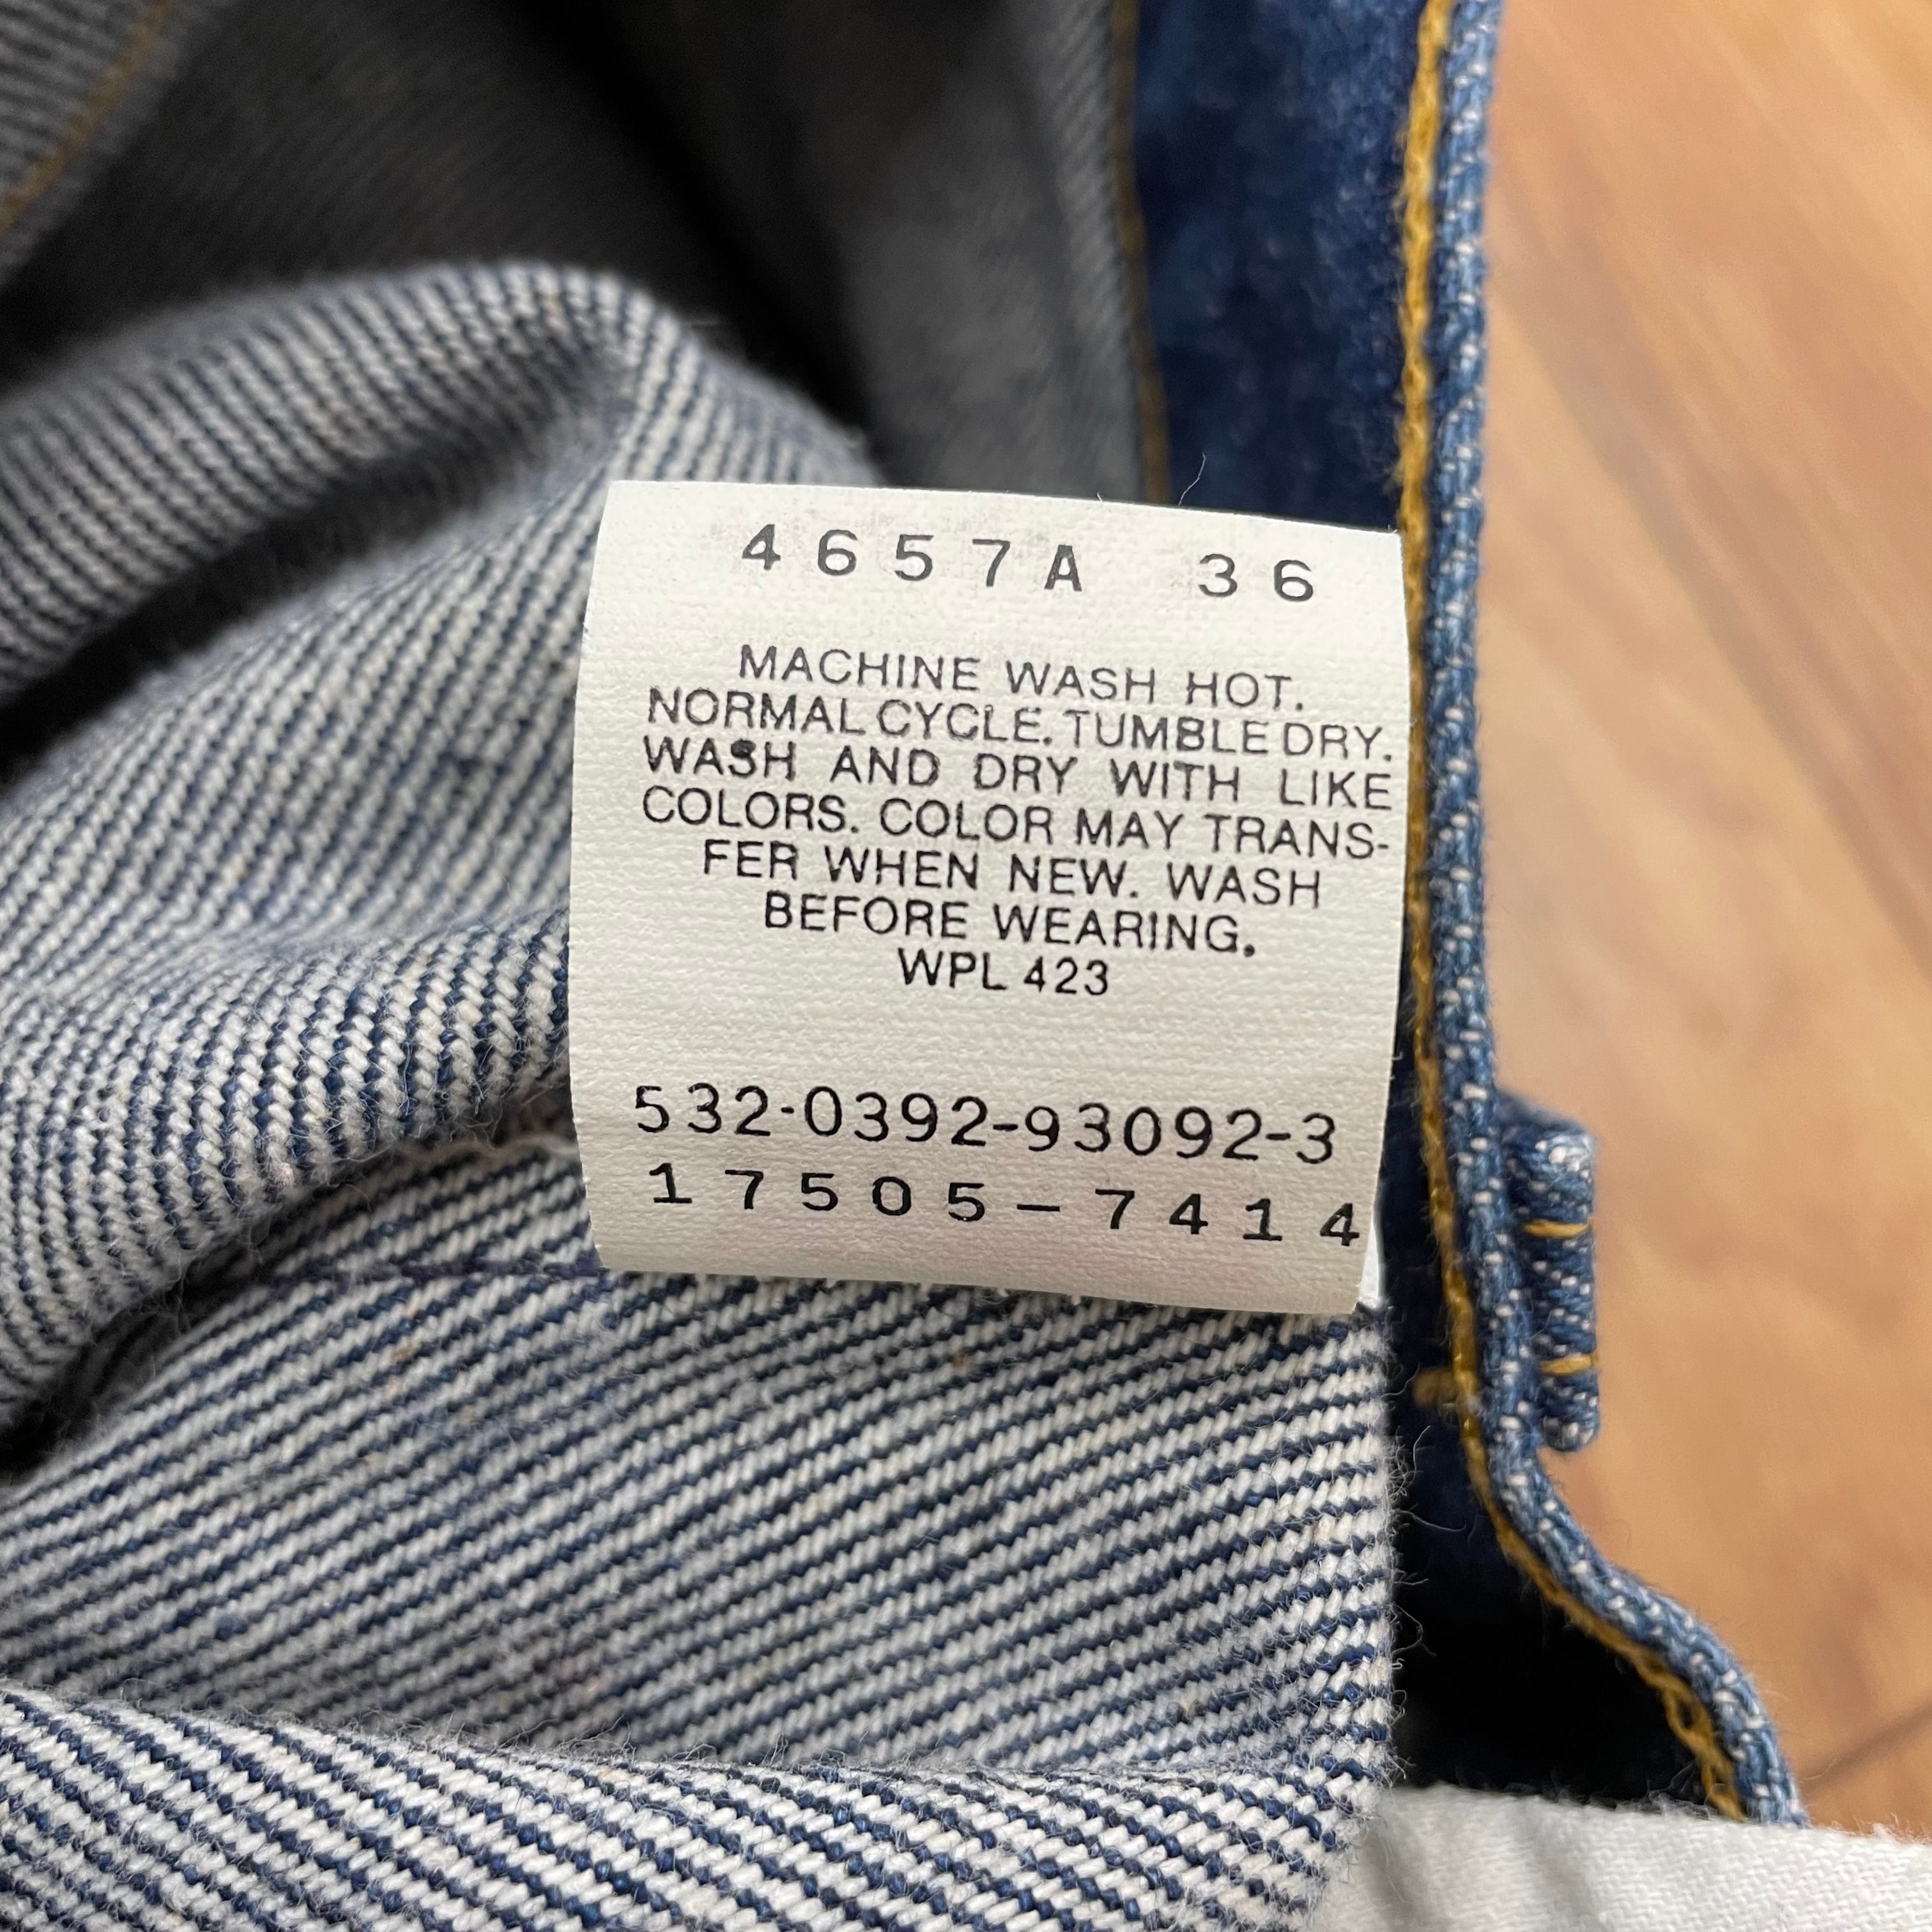 4657A 36
MACHINE WASH HOT.
NORMAL CYCLE. TUMBLE DRY.
WASH AND DRY WITH LIKE
COLORS. COLOR MAY TRANS-
FER WHEN NEW. WASH
BEFORE WEARING.
WPL 423
532-0392-93092-3
17505-7414